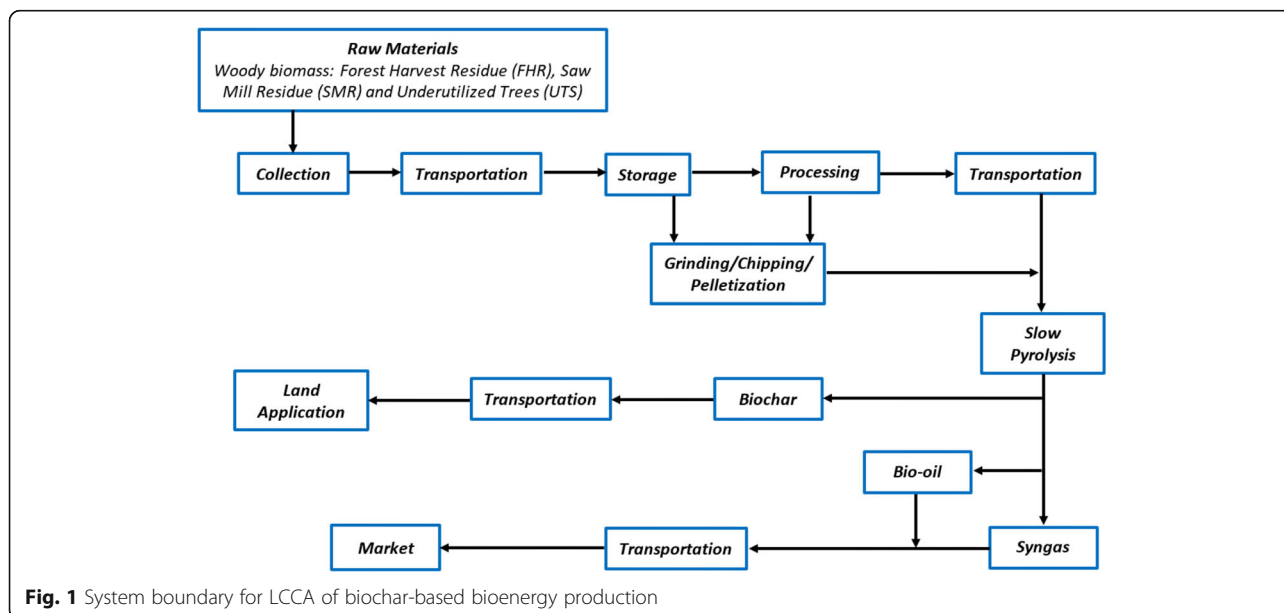 Raw Materials
Woody biomass: Forest Harvest Residue (FHR), Saw
Mill Residue (SMR) and Underutilized Trees (UTS)
Collection
Transportation
Storage
Processing
Transportation
Grinding/Chipping/
Pelletization
Slow
Pyrolysis
Land
Application
Transportation
Biochar
Bio-oil
Market
Transportation
Syngas
Fig. 1 System boundary for LCCA of biochar-based bioenergy production